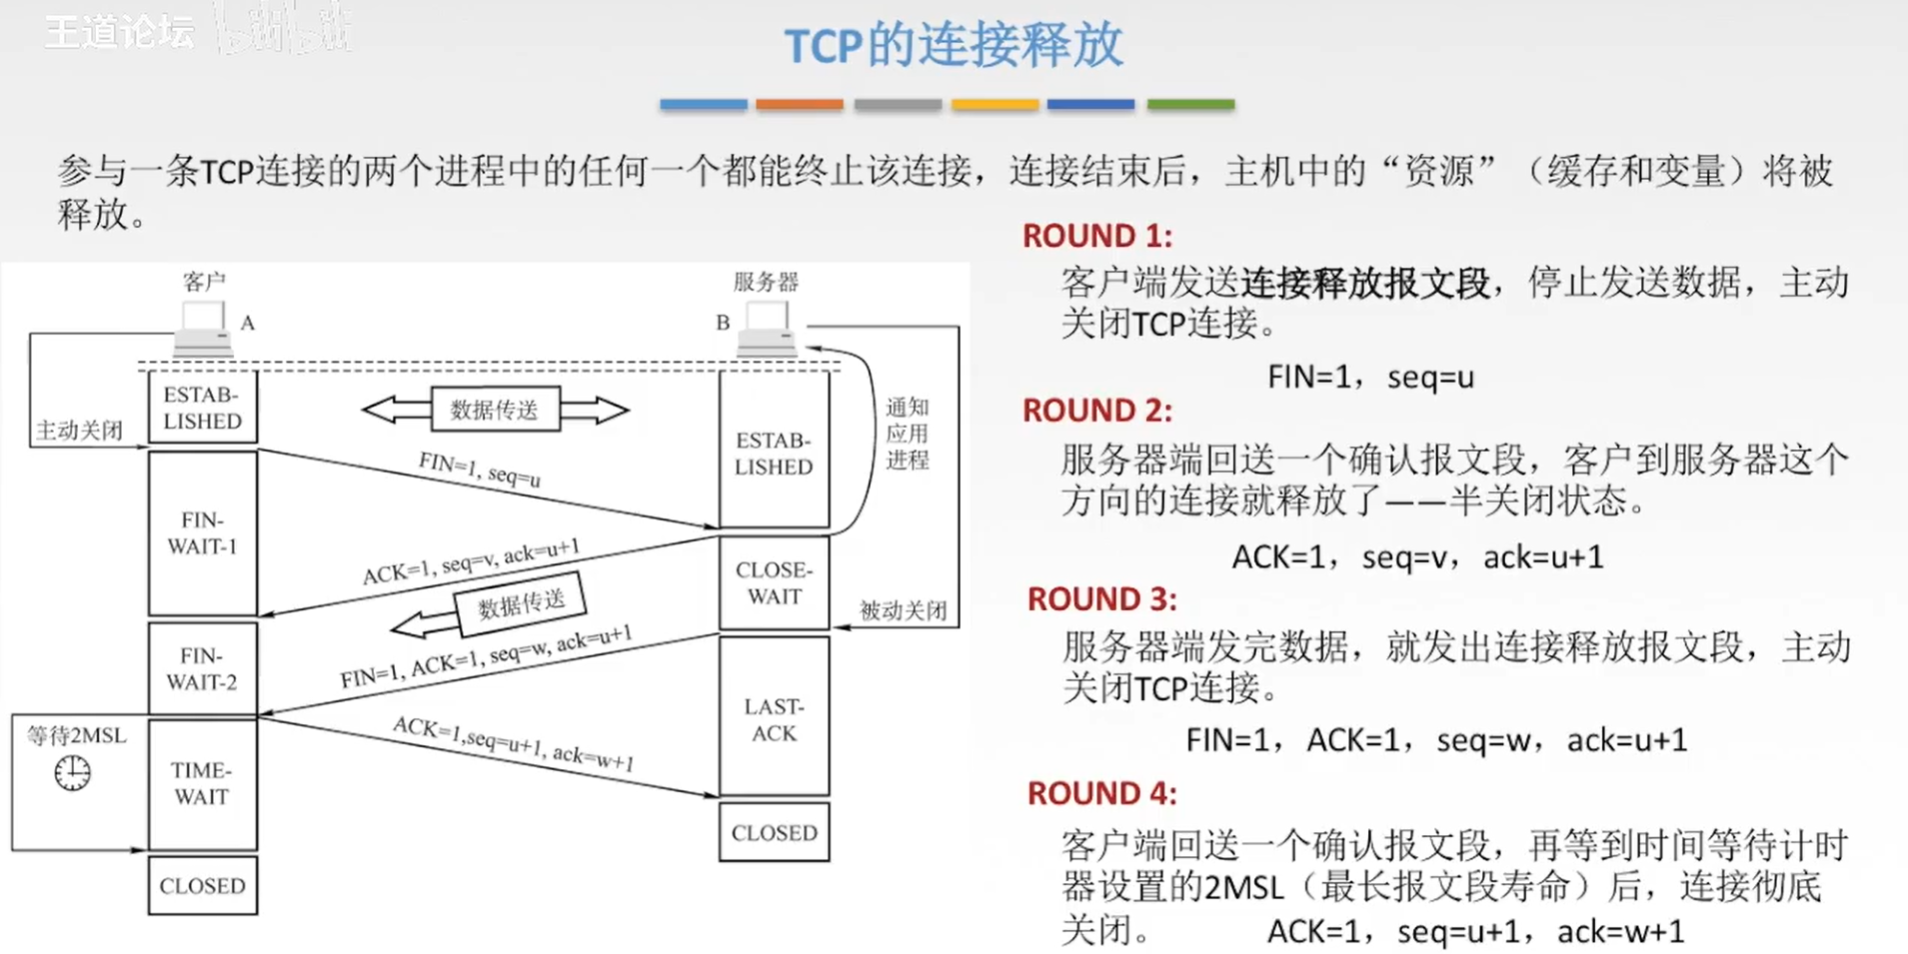 王道论坛 bilibili
TCP的连接释放
参与一条TCP连接的两个进程中的任何一个都能终止该连接，连接结束后，主机中的“资源”（缓存和变量）将被
释放。
客户
服务器
A
B
ESTAB-
LISHED
数据传送
通知
应用
进程
主动关闭
ESTAB-
LISHED
FIN=1, seq=u
FIN-
WAIT-1
ACK=1, seq=v, ack=u+1
CLOSE-
WAIT
数据传送
被动关闭
FIN=1, ACK=1, seq=w, ack=u+1
FIN-
WAIT-2
LAST-
ACK
ACK=1,seq=u+1, ack=w+1
等待2MSL
TIME-
WAIT
CLOSED
CLOSED
ROUND 1:
客户端发送连接释放报文段，停止发送数据，主动
关闭TCP连接。
FIN=1，seq=u
ROUND 2:
服务器端回送一个确认报文段，客户到服务器这个
方向的连接就释放了——半关闭状态。
ACK=1，seq=v，ack=u+1
ROUND 3:
服务器端发完数据，就发出连接释放报文段，主动
关闭TCP连接。
FIN=1，ACK=1，seq=w，ack=u+1
ROUND 4:
客户端回送一个确认报文段，再等到时间等待计时
器设置的2MSL（最长报文段寿命）后，连接彻底
关闭。 ACK=1，seq=u+1，ack=w+1